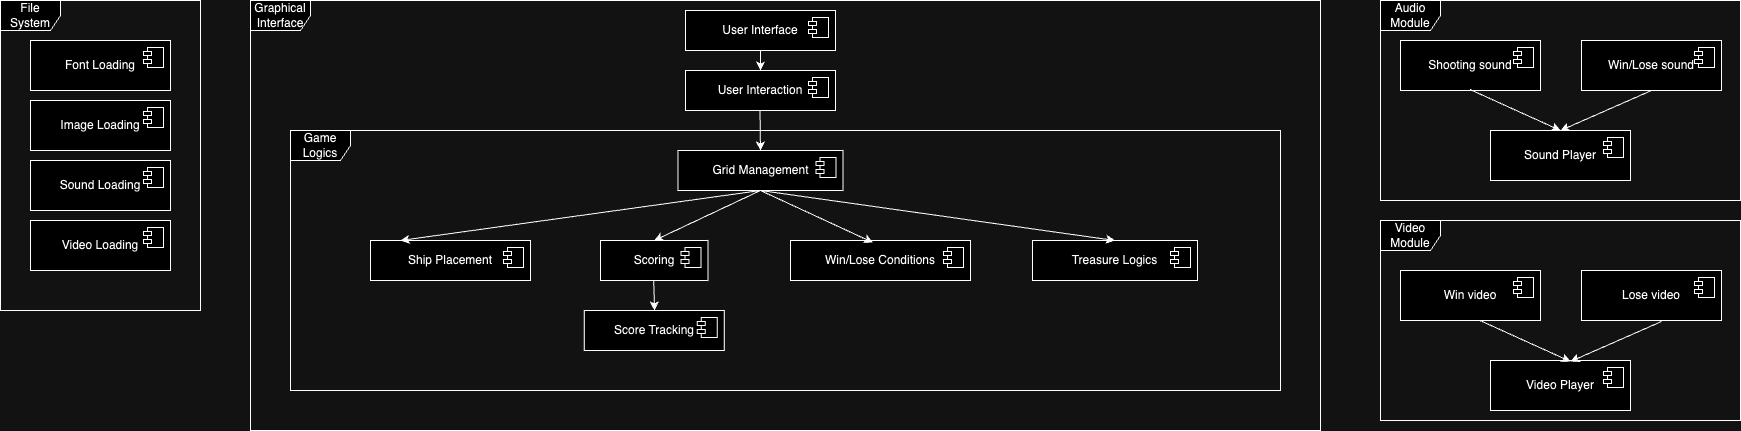 File
System
Font Loading
Image Loading
Sound Loading
Video Loading
Graphical
Interface
User Interface
User Interaction
Game
Logics
Grid Management
Ship Placement
Scoring
Win/Lose Conditions
Treasure Logics
Score Tracking
Audio
Module
Shooting sound
Win/Lose sound
Sound Player
Video
Module
Win video
Lose video
Video Player